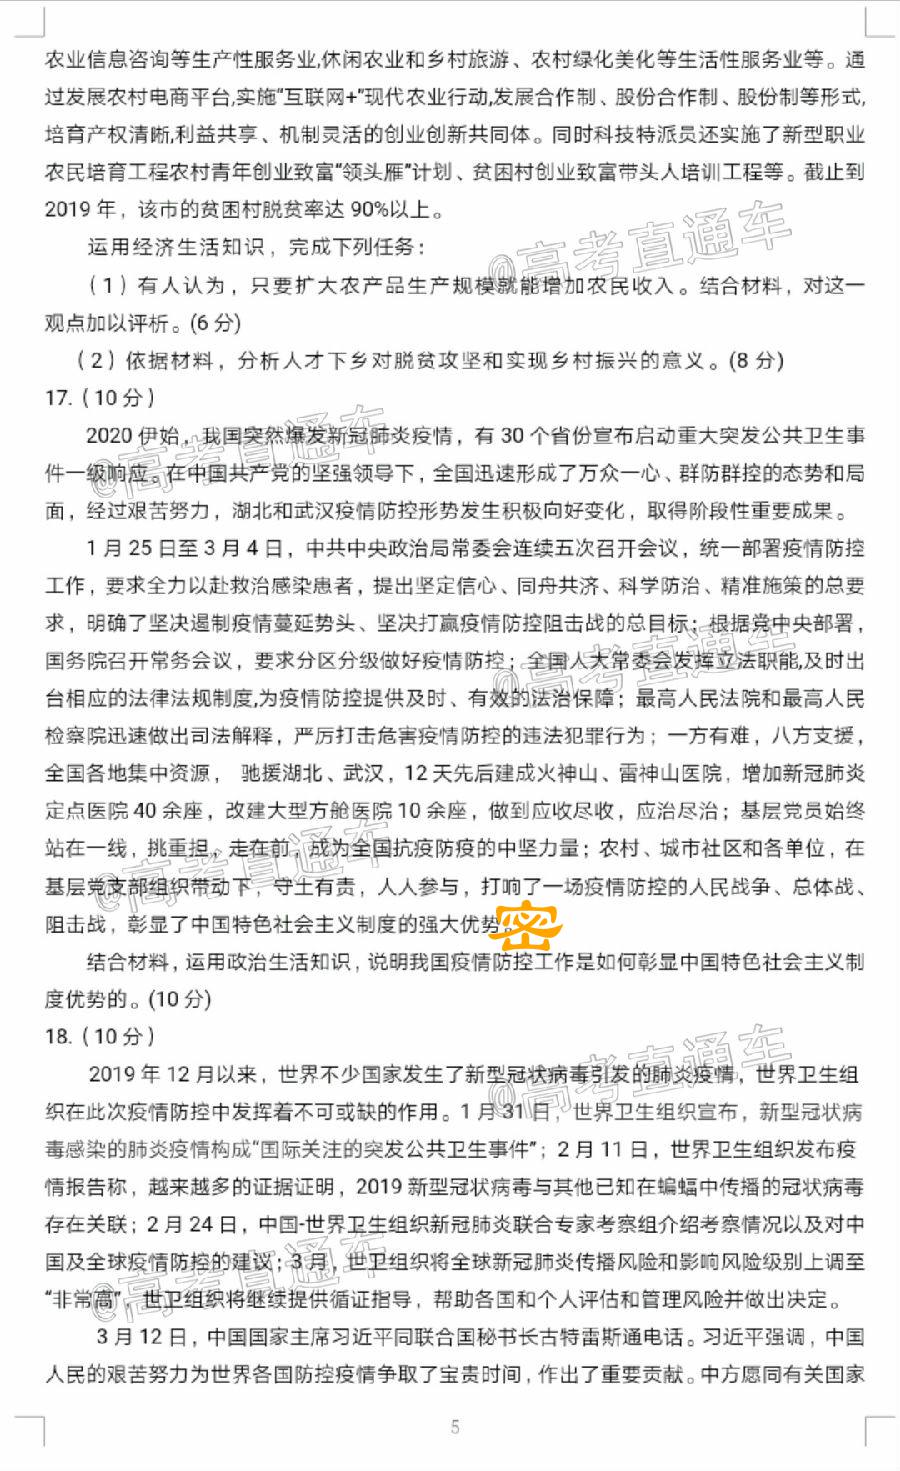 农业信息咨询等生产性服务业,休闲农业和乡村旅游、农村绿化美化等生活性服务业等。通
过发展农村电商平台,实施“互联网+”现代农业行动,发展合作制、股份合作制、股份制等形式,
培育产权清晰,利益共享、机制灵活的创业创新共同体。同时科技特派员还实施了新型职业
农民培育工程农村青年创业致富“领头雁”计划、贫困村创业致富带头人培训工程等。截止到
2019 年，该市的贫困村脱贫率达 90%以上。
运用经济生活知识，完成下列任务：
（1）有人认为，只要扩大农产品生产规模就能增加农民收入。结合材料，对这一
观点加以评析。(6 分)
（2）依据材料，分析人才下乡对脱贫攻坚和实现乡村振兴的意义。(8 分)
17.（10 分）
2020 伊始，我国突然爆发新冠肺炎疫情，有 30 个省份宣布启动重大突发公共卫生事
件一级响应。在中国共产党的坚强领导下，全国迅速形成了万众一心、群防群控的态势和局
面，经过艰苦努力，湖北和武汉疫情防控形势发生积极向好变化，取得阶段性重要成果。
1 月 25 日至 3 月 4 日，中共中央政治局常委会连续五次召开会议，统一部署疫情防控
工作，要求全力以赴救治感染患者，提出坚定信心、同舟共济、科学防治、精准施策的总要
求，明确了坚决遏制疫情蔓延势头、坚决打赢疫情防控阻击战的总目标；根据党中央部署，
国务院召开常务会议，要求分区分级做好疫情防控；全国人大常委会发挥立法职能,及时出
台相应的法律法规制度,为疫情防控提供及时、有效的法治保障；最高人民法院和最高人民
检察院迅速做出司法解释，严厉打击危害疫情防控的违法犯罪行为；一方有难，八方支援，
全国各地集中资源， 驰援湖北、武汉，12 天先后建成火神山、雷神山医院，增加新冠肺炎
定点医院 40 余座，改建大型方舱医院 10 余座，做到应收尽收，应治尽治；基层党员始终
站在一线，挑重担，走在前，成为全国抗疫防疫的中坚力量；农村、城市社区和各单位，在
基层党支部组织带动下，守土有责，人人参与，打响了一场疫情防控的人民战争、总体战、
阻击战，彰显了中国特色社会主义制度的强大优势。
密
结合材料，运用政治生活知识，说明我国疫情防控工作是如何彰显中国特色社会主义制
度优势的。(10 分)
18.（10 分）
2019 年 12 月以来，世界不少国家发生了新型冠状病毒引发的肺炎疫情，世界卫生组
织在此次疫情防控中发挥着不可或缺的作用。1 月 31 日，世界卫生组织宣布，新型冠状病
毒感染的肺炎疫情构成“国际关注的突发公共卫生事件”；2 月 11 日，世界卫生组织发布疫
情报告称，越来越多的证据证明，2019 新型冠状病毒与其他已知在蝙蝠中传播的冠状病毒
存在关联；2 月 24 日，中国-世界卫生组织新冠肺炎联合专家考察组介绍考察情况以及对中
国及全球疫情防控的建议；3 月，世卫组织将全球新冠肺炎传播风险和影响风险级别上调至
“非常高”，世卫组织将继续提供循证指导，帮助各国和个人评估和管理风险并做出决定。
3 月 12 日，中国国家主席习近平同联合国秘书长古特雷斯通电话。习近平强调，中国
人民的艰苦努力为世界各国防控疫情争取了宝贵时间，作出了重要贡献。中方愿同有关国家
5
@高考直通车
@高考直通车
@高考直通车
@高考直通车
@高考直通车
@高考直通车